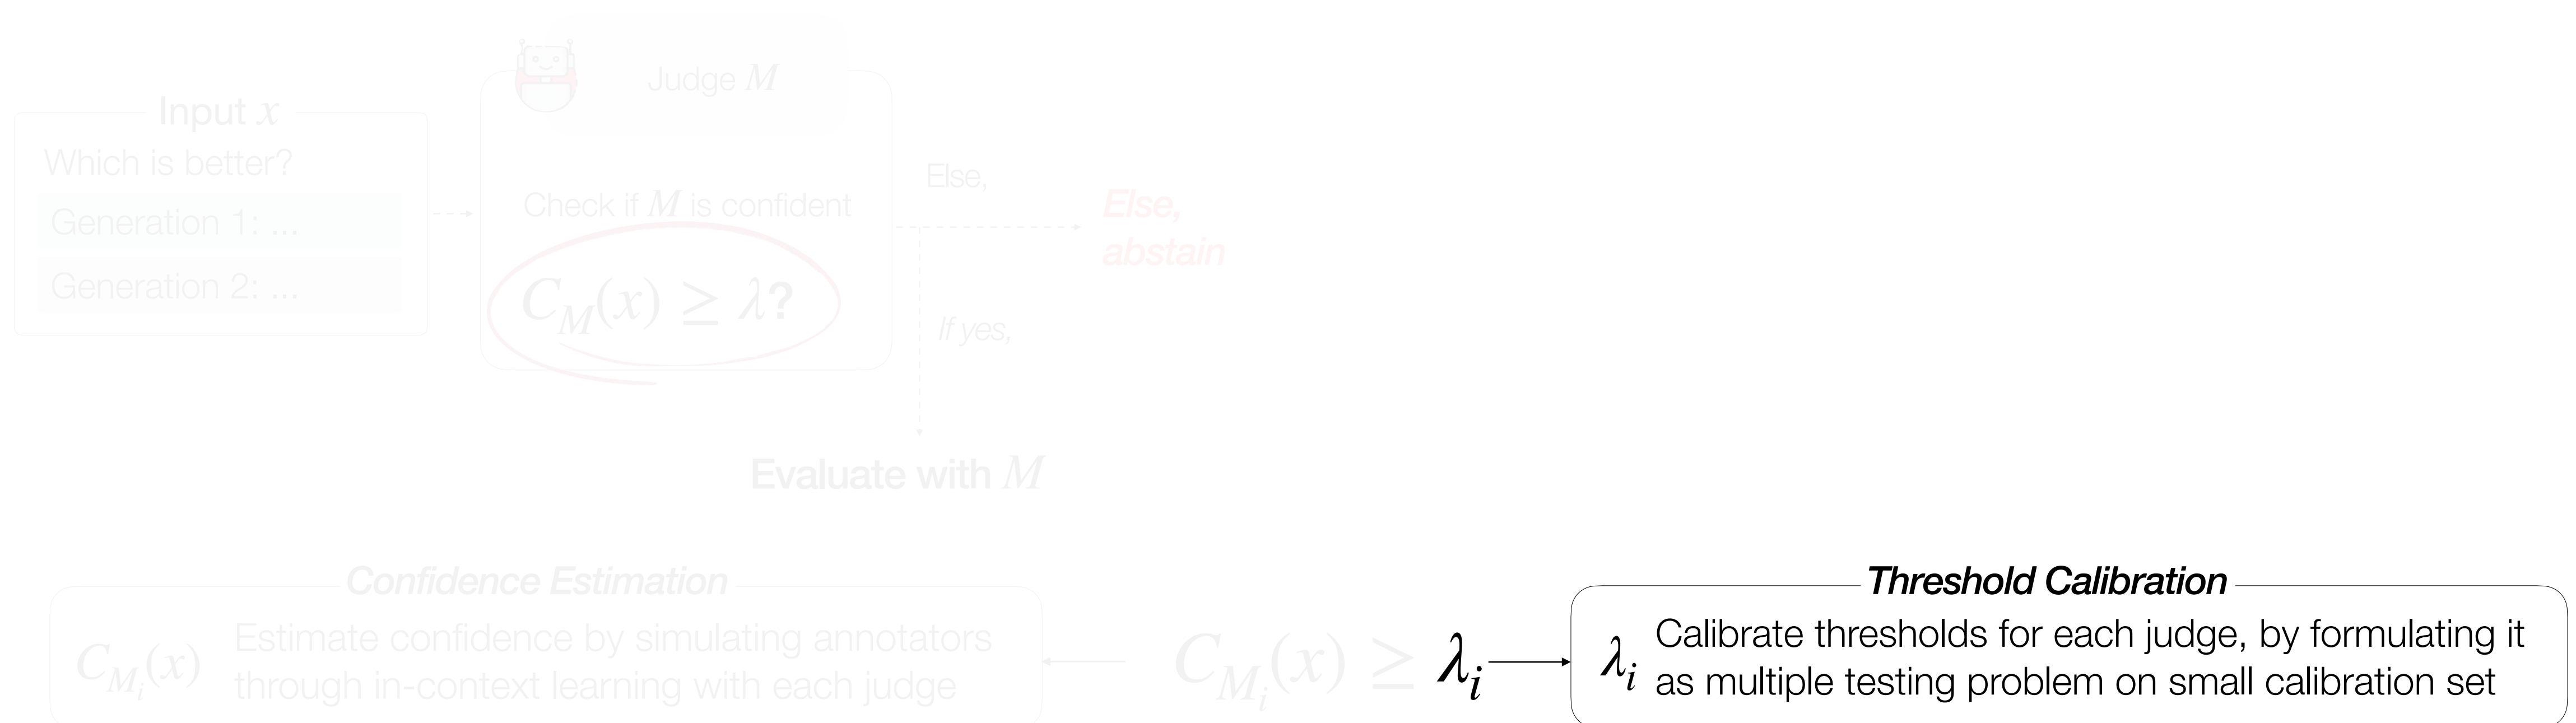 Judge M
Input x
Which is better?
Generation 1: ...
Generation 2: ...
Check if M is confident
C_M(x) ≥ λ?
Else,
Else,
abstain
If yes,
Evaluate with M
Confidence Estimation
C_{M_i}(x) Estimate confidence by simulating annotators
through in-context learning with each judge
C_{M_i}(x) ≥ λ_i
Threshold Calibration
λ_i Calibrate thresholds for each judge, by formulating it
as multiple testing problem on small calibration set